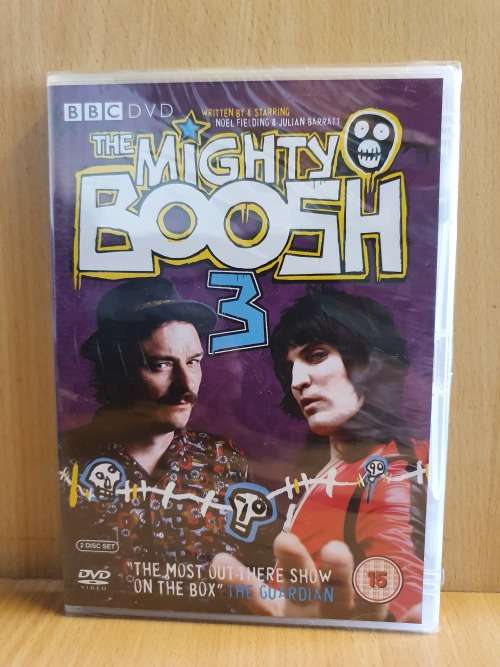 BBC DVD
WRITTEN BY & STARRING
NOEL FIELDING & JULIAN BARRATT
THE MIGHTY
BOOSH
3
2 DISC SET
DVD
VIDEO
"THE MOST OUT-THERE SHOW
ON THE BOX" THE GUARDIAN
15